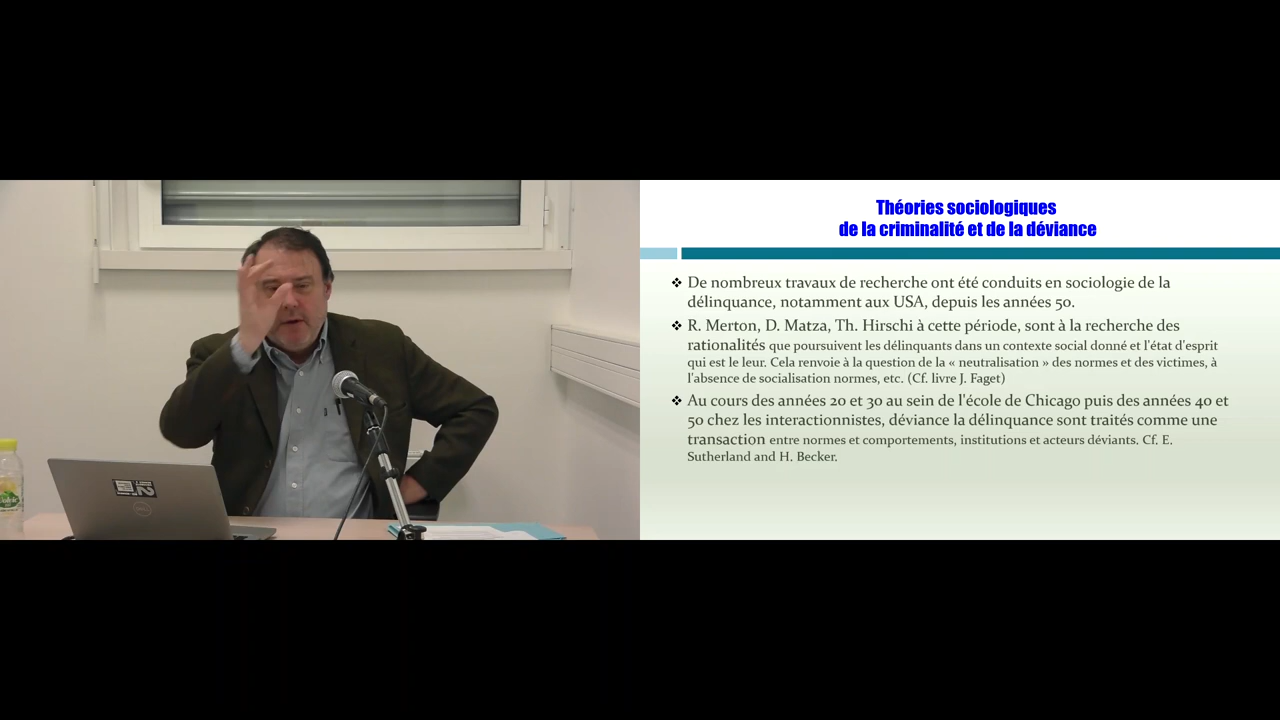 Théories sociologiques
de la criminalité et de la déviance
❖ De nombreux travaux de recherche ont été conduits en sociologie de la
délinquance, notamment aux USA, depuis les années 50.
❖ R. Merton, D. Matza, Th. Hirschi à cette période, sont à la recherche des
rationalités que poursuivent les délinquants dans un contexte social donné et l'état d'esprit
qui est le leur. Cela renvoie à la question de la « neutralisation » des normes et des victimes, à
l'absence de socialisation normes, etc. (Cf. livre J. Faget)
❖ Au cours des années 20 et 30 au sein de l'école de Chicago puis des années 40 et
50 chez les interactionnistes, déviance la délinquance sont traités comme une
transaction entre normes et comportements, institutions et acteurs déviants. Cf. E.
Sutherland and H. Becker.